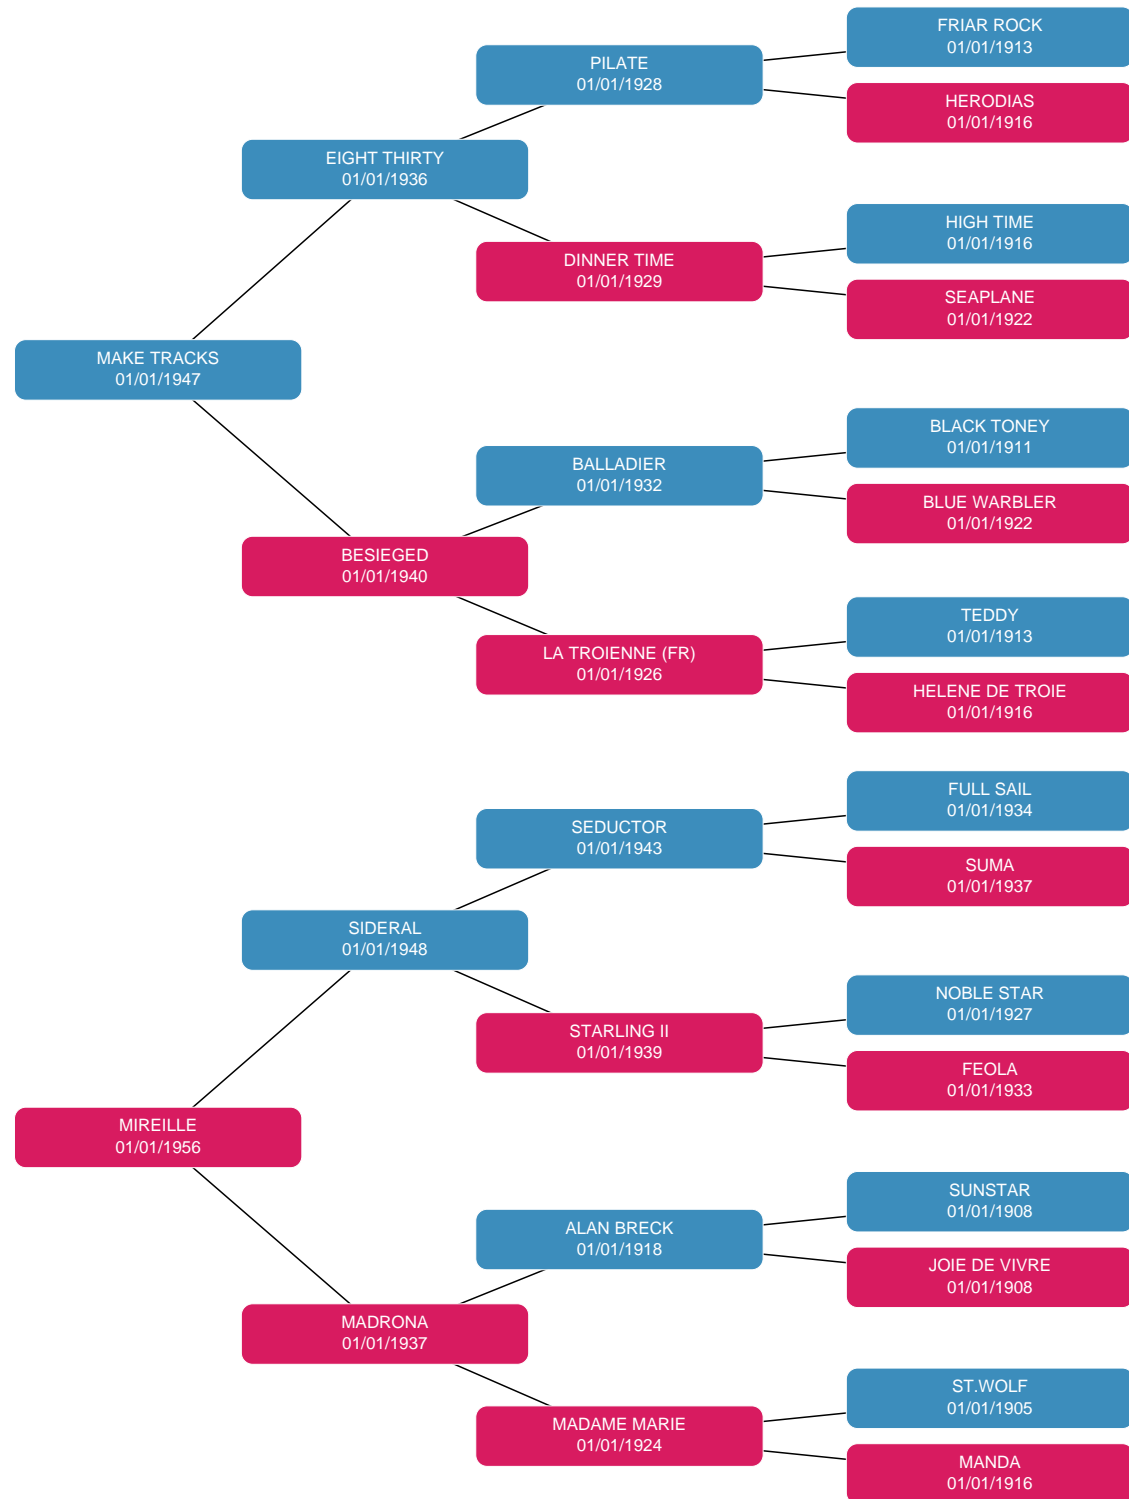 FRIAR ROCK
01/01/1913
PILATE
01/01/1928
HERODIAS
01/01/1916
EIGHT THIRTY
01/01/1936
HIGH TIME
01/01/1916
DINNER TIME
01/01/1929
SEAPLANE
01/01/1922
MAKE TRACKS
01/01/1947
BLACK TONEY
01/01/1911
BALLADIER
01/01/1932
BLUE WARBLER
01/01/1922
BESIEGED
01/01/1940
TEDDY
01/01/1913
LA TROIENNE (FR)
01/01/1926
HELENE DE TROIE
01/01/1916
FULL SAIL
01/01/1934
SEDUCTOR
01/01/1943
SUMA
01/01/1937
SIDERAL
01/01/1948
NOBLE STAR
01/01/1927
STARLING II
01/01/1939
FEOLA
01/01/1933
MIREILLE
01/01/1956
SUNSTAR
01/01/1908
ALAN BRECK
01/01/1918
JOIE DE VIVRE
01/01/1908
MADRONA
01/01/1937
ST.WOLF
01/01/1905
MADAME MARIE
01/01/1924
MANDA
01/01/1916